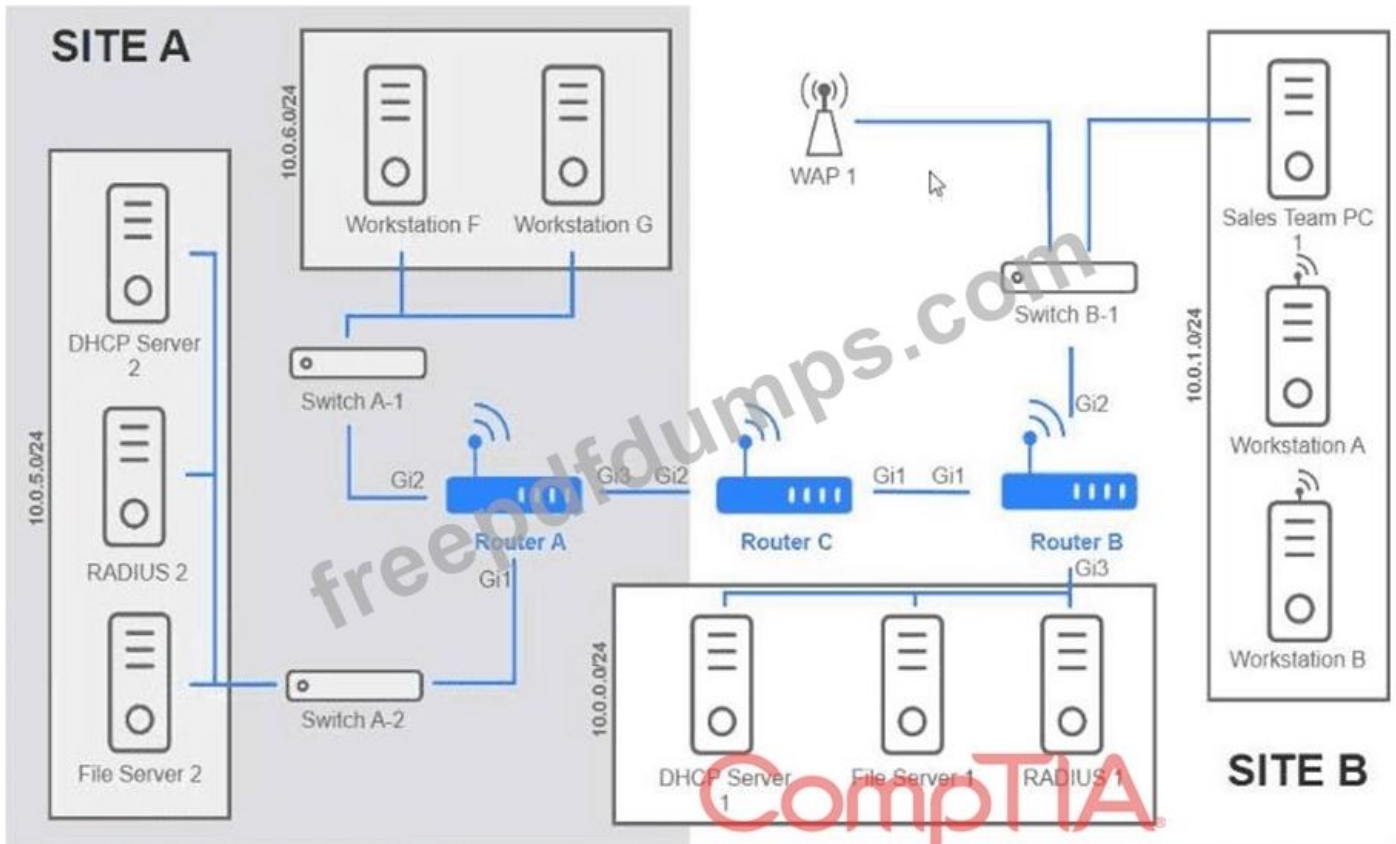 SITE A
10.0.6.0/24
Workstation F
Workstation G
WAP 1
Sales Team PC
1
DHCP Server
2
Switch A-1
Switch B-1
10.0.1.0/24
Workstation A
10.0.5.0/24
RADIUS 2
Gi2
Gi3
Gi2
Gi1
Gi1
Gi2
Router A
Router C
Router B
Gi1
Gi3
Workstation B
File Server 2
Switch A-2
10.0.0.0/24
DHCP Server
1
File Server 1
RADIUS 1
SITE B
freepdfdumps.com
CompTIA®